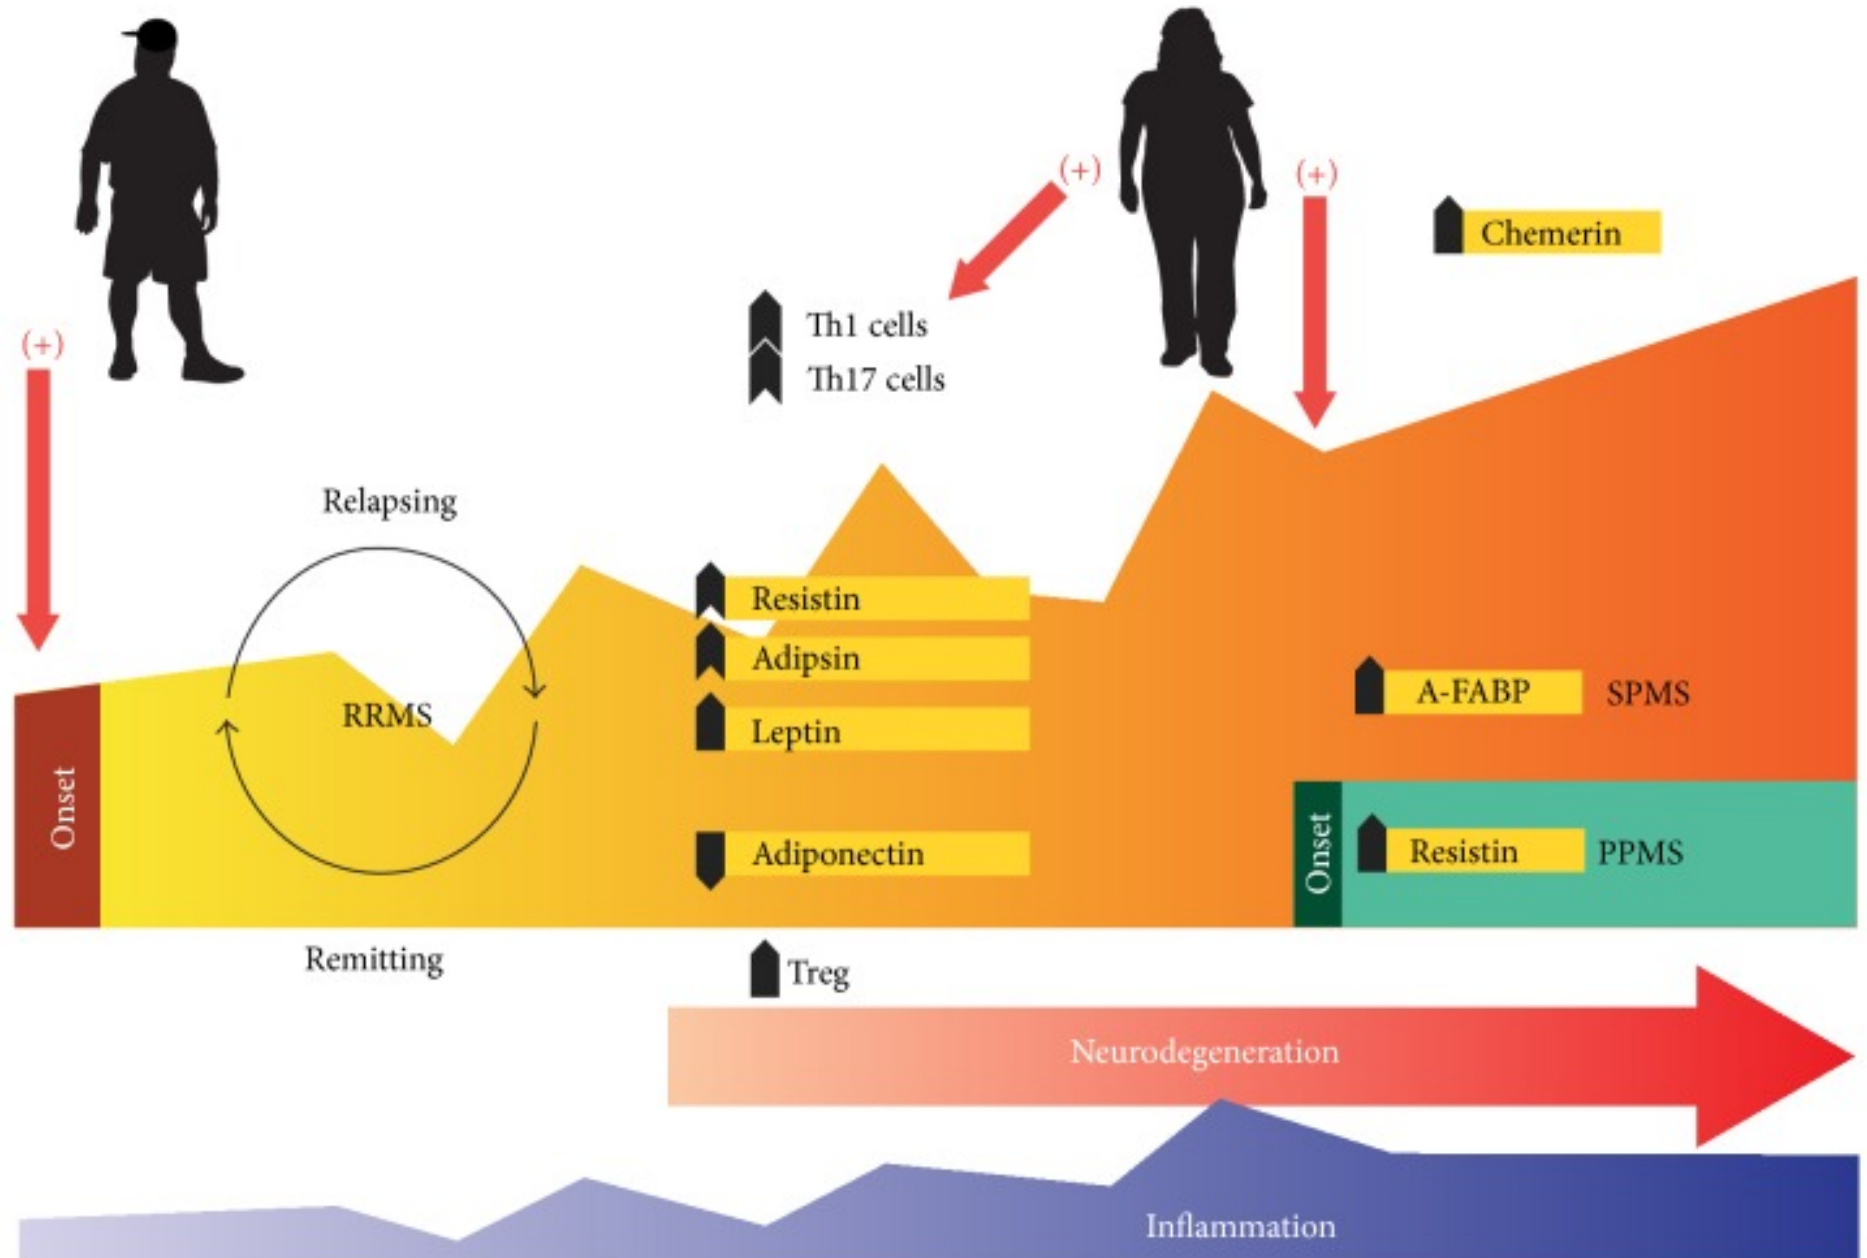 (+)
(+)
(+)
Chemerin
Th1 cells
Th17 cells
Relapsing
RRMS
Remitting
Onset
Resistin
Adipsin
Leptin
Adiponectin
Treg
A-FABP SPMS
Onset
Resistin PPMS
Neurodegeneration
Inflammation